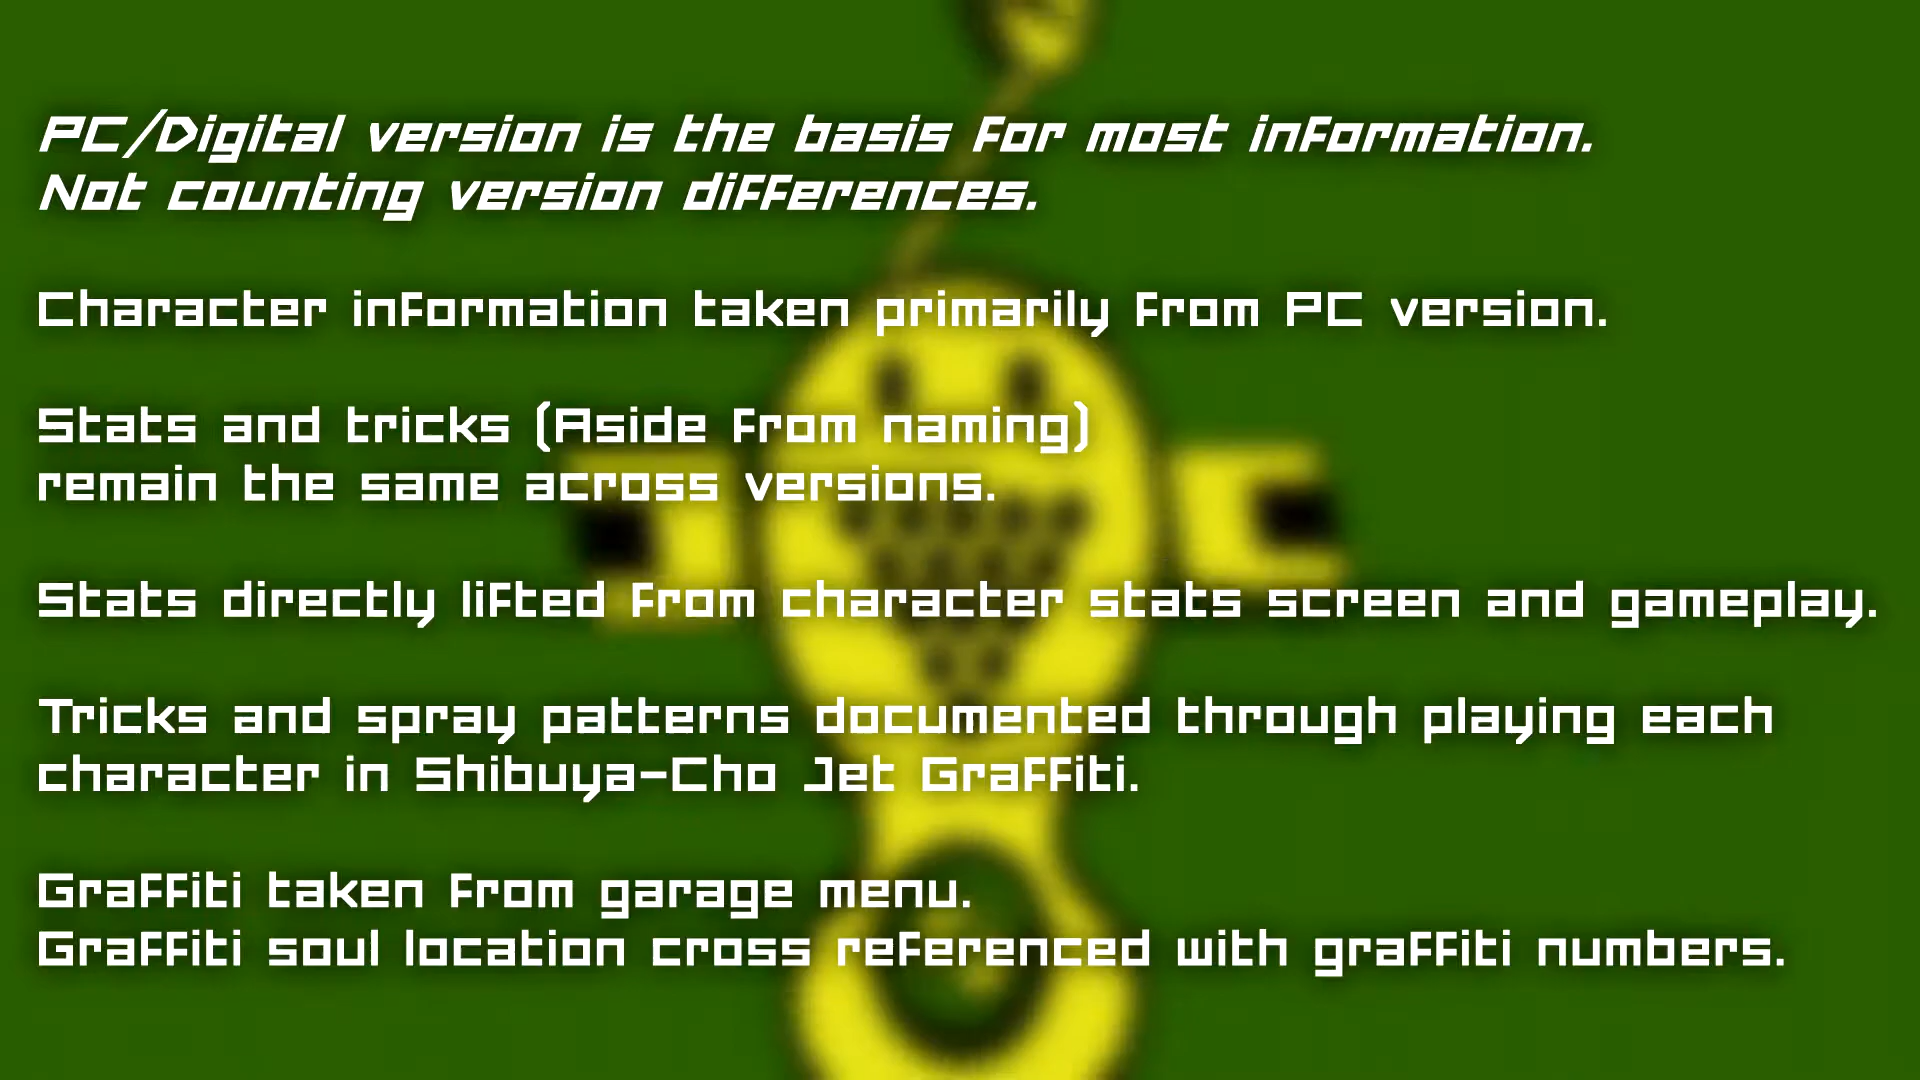 PC/Digital version is the basis for most information.
Not counting version differences.
Character information taken primarily from PC version.
Stats and tricks (Aside from naming)
remain the same across versions.
Stats directly lifted from character stats screen and gameplay.
Tricks and spray patterns documented through playing each
character in Shibuya-Cho Jet Graffiti.
Graffiti taken from garage menu.
Graffiti soul location cross referenced with graffiti numbers.